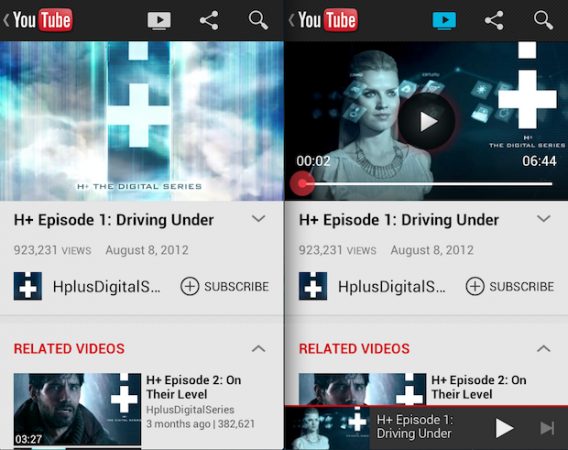 YouTube
H+ THE DIGITAL SERIES
H+ Episode 1: Driving Under
923,231 VIEWS August 8, 2012
HplusDigitalS... SUBSCRIBE
RELATED VIDEOS
03:27
H+ Episode 2: On
Their Level
HplusDigitalSeries
3 months ago | 382,621
YouTube
H+
THE DIGITAL SERIES
00:02
06:44
H+ Episode 1: Driving Under
923,231 VIEWS August 8, 2012
HplusDigitalS... SUBSCRIBE
RELATED VIDEOS
H+ Episode 2: On
Their Level
H+ Episode 1:
Driving Under